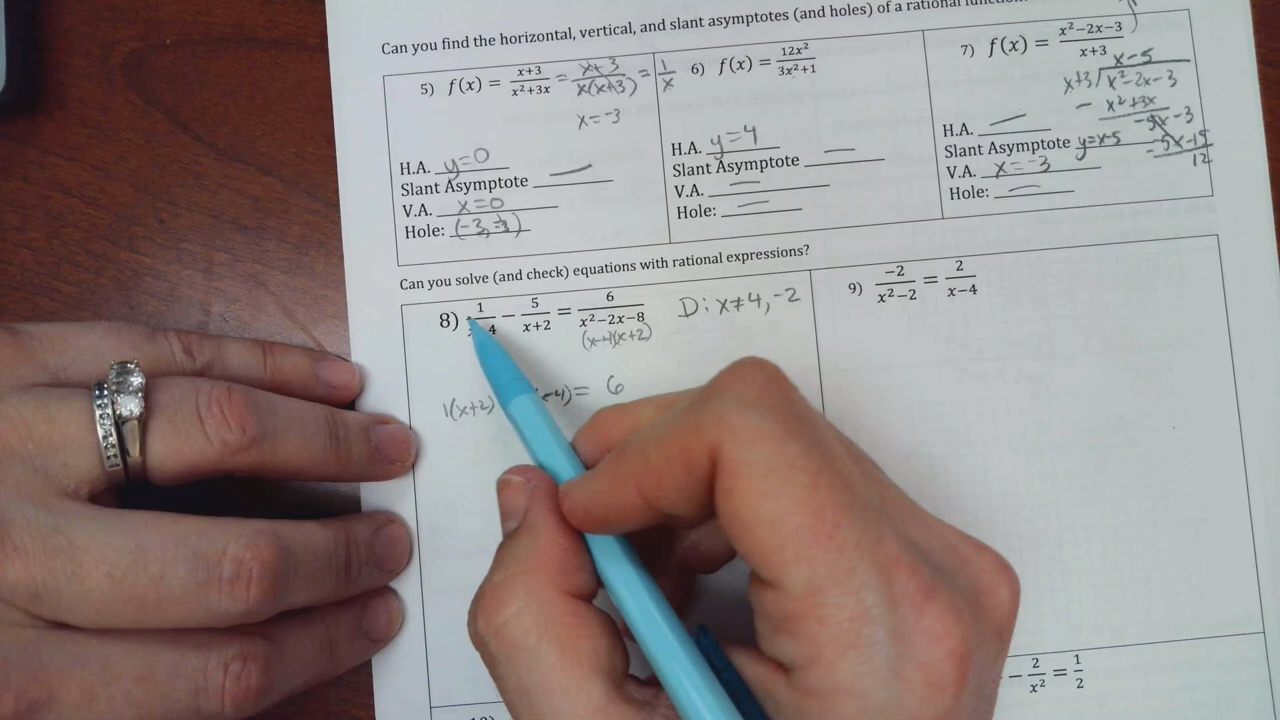 Can you find the horizontal, vertical, and slant asymptotes (and holes) of a rational function
5) f(x) = x+3 / x²+3x = x+3 / x(x+3) = 1/x
x=-3
H.A. y=0
Slant Asymptote —
V.A. x=0
Hole: (-3, -1/3)
6) f(x) = 12x² / 3x²+1
H.A. y=4
Slant Asymptote —
V.A. —
Hole: —
7) f(x) = x²−2x−3 / x+3
x-5
x+3 x²-2x-3
- x²+3x
-5x-3
- -5x-15
12
H.A. —
Slant Asymptote y=x-5
V.A. x=-3
Hole: —
Can you solve (and check) equations with rational expressions?
8) 1 / 4 − 5 / x+2 = 6 / x²−2x−8
(x-4)(x+2)
D: x≠4, -2
1(x+2) -4) = 6
9) -2 / x²−2 = 2 / x−4
− 2 / x² = 1 / 2